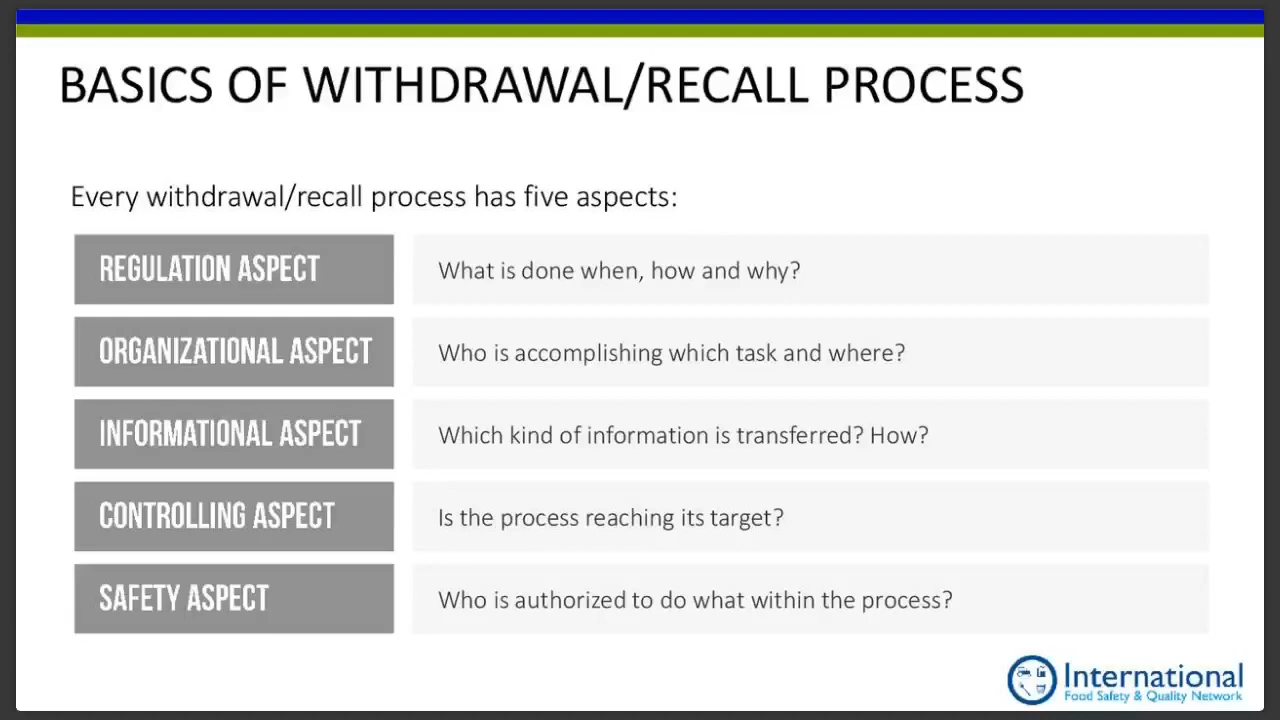 BASICS OF WITHDRAWAL/RECALL PROCESS
Every withdrawal/recall process has five aspects:
REGULATION ASPECT
What is done when, how and why?
ORGANIZATIONAL ASPECT
Who is accomplishing which task and where?
INFORMATIONAL ASPECT
Which kind of information is transferred? How?
CONTROLLING ASPECT
Is the process reaching its target?
SAFETY ASPECT
Who is authorized to do what within the process?
International
Food Safety & Quality Network